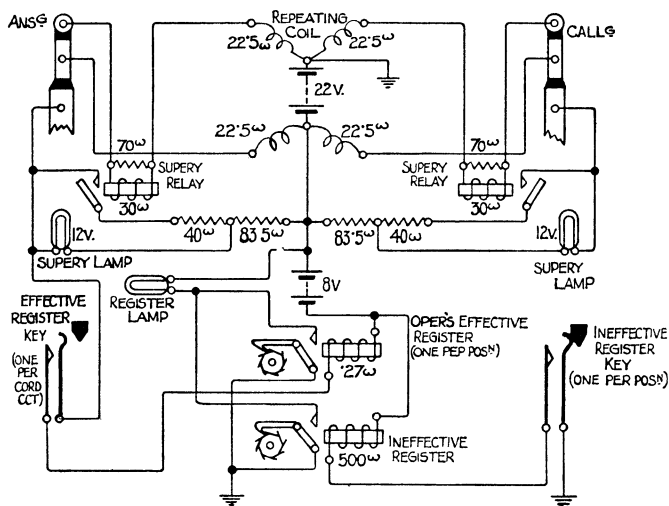 ANSG
REPEATING
COIL
CALLG
22·5ω
22·5ω
22V.
22·5ω
22·5ω
70ω
70ω
SUPERY
RELAY
SUPERY
RELAY
30ω
30ω
12V.
40ω
83·5ω
83·5ω
40ω
12V.
SUPERY LAMP
SUPERY
LAMP
8V
REGISTER
LAMP
EFFECTIVE
REGISTER
KEY
(ONE
PER
CORD
CCT)
OPER'S EFFECTIVE
REGISTER
(ONE PEP POSN)
·27ω
INEFFECTIVE
REGISTER
KEY
(ONE PER POSN)
INEFFECTIVE
REGISTER
500ω